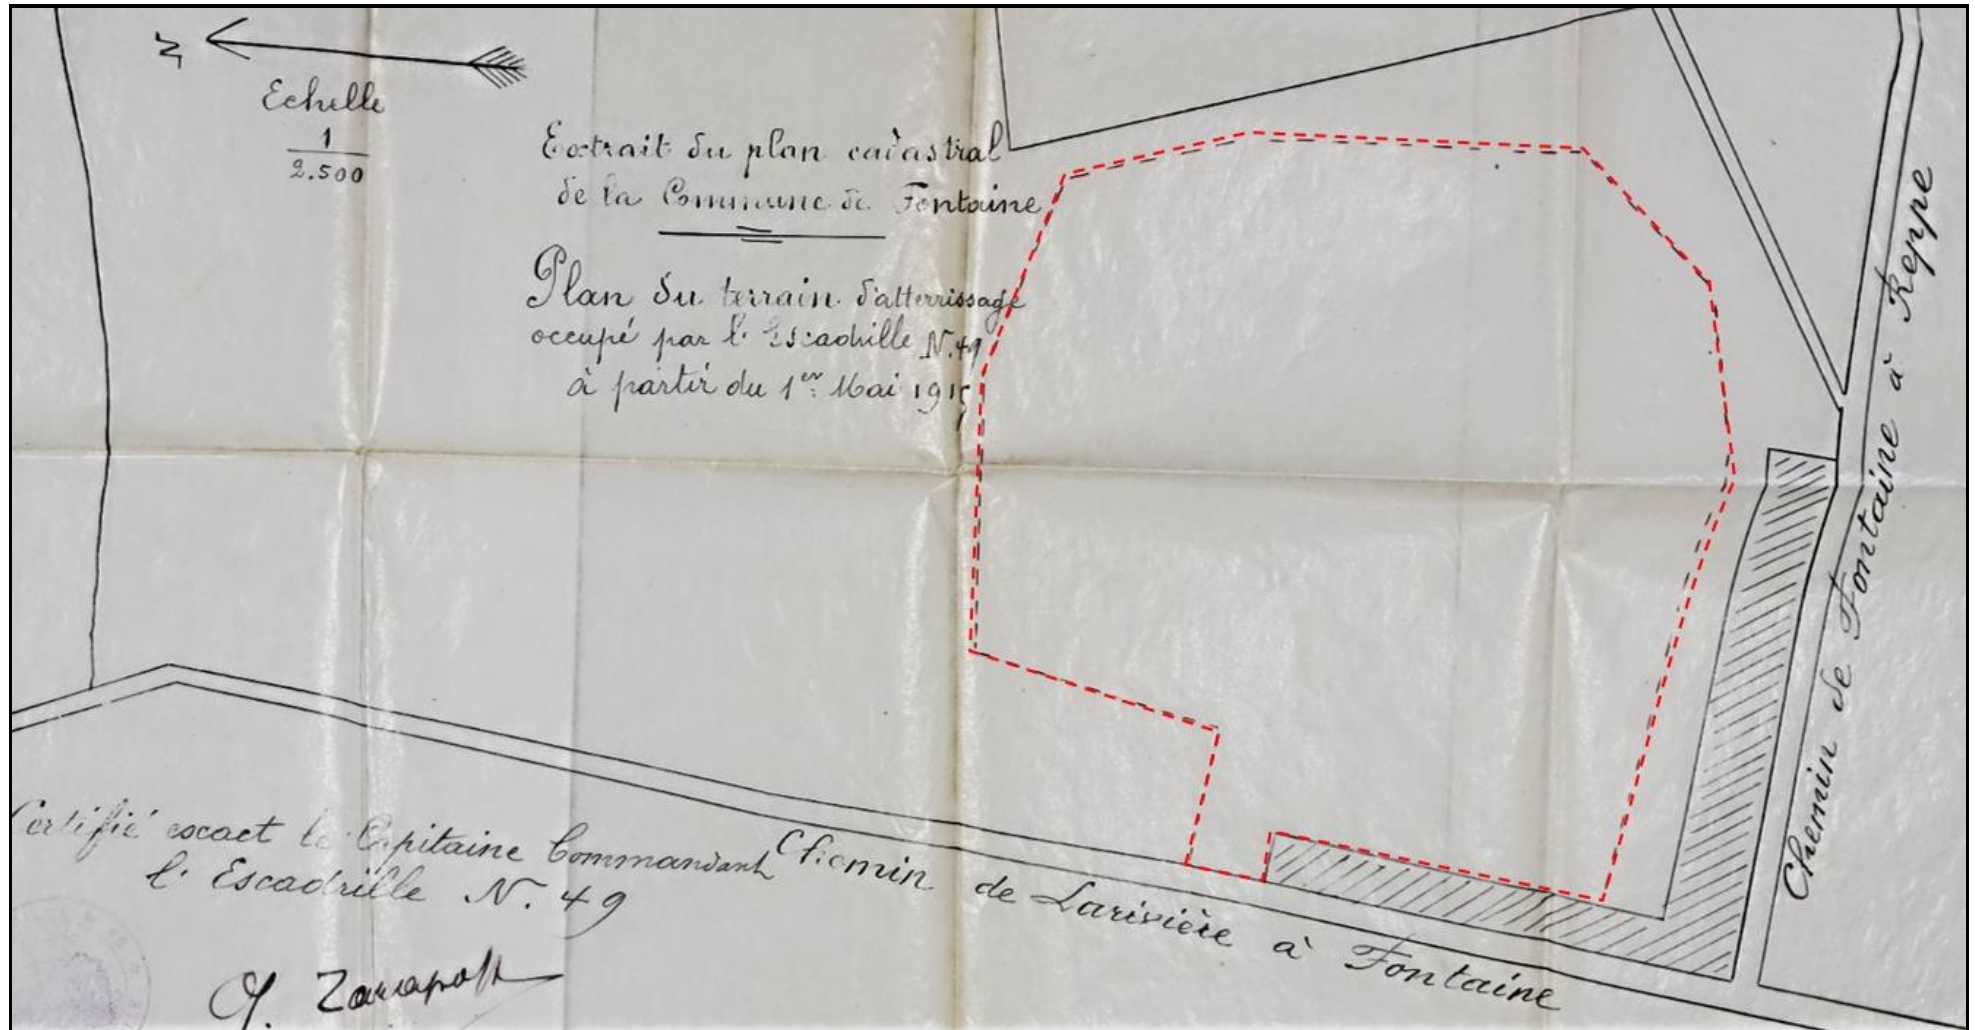 N
Echelle
1
2.500
Extrait du plan cadastral
de la Commune de Fontaine
Plan du terrain d'atterrissage
occupé par l'Escadrille N.49
à partir du 1er Mai 1915
Chemin de Fontaine à Reppe
Chemin de Larivière à Fontaine
Certifié exact le Capitaine Commandant
l'Escadrille N. 49